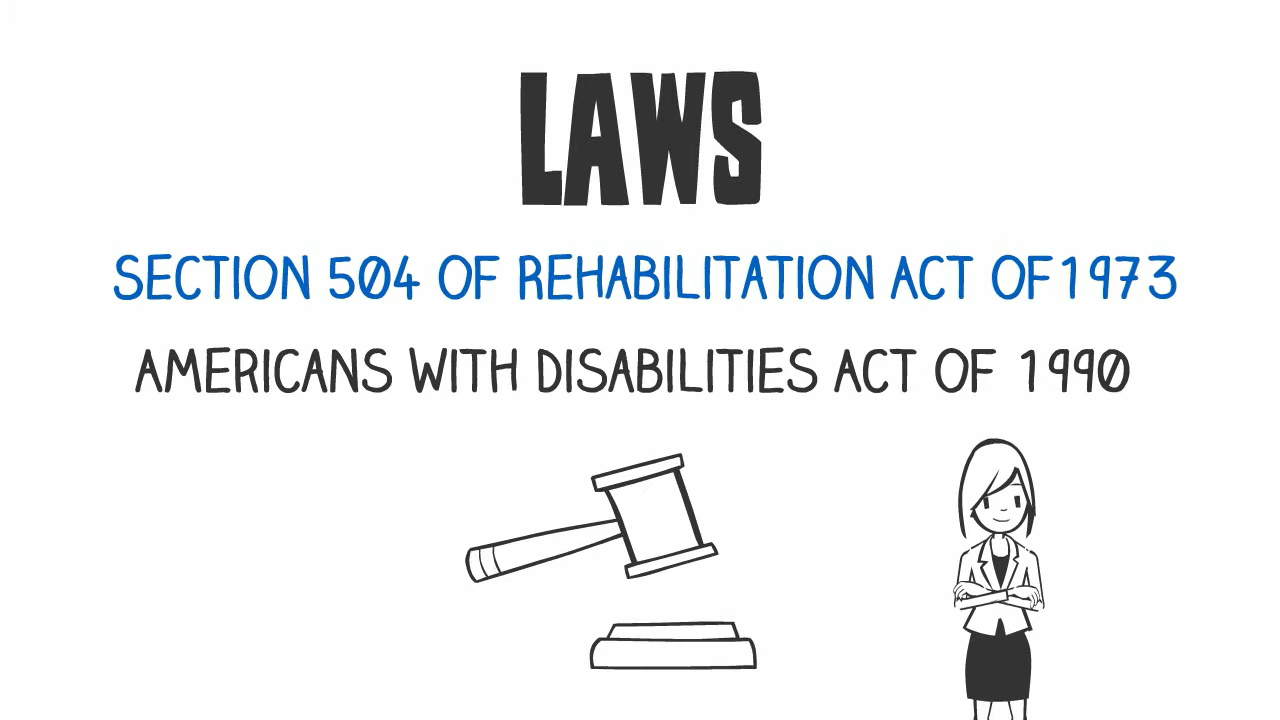 LAWS
SECTION 504 OF REHABILITATION ACT OF1973
AMERICANS WITH DISABILITIES ACT OF 1990